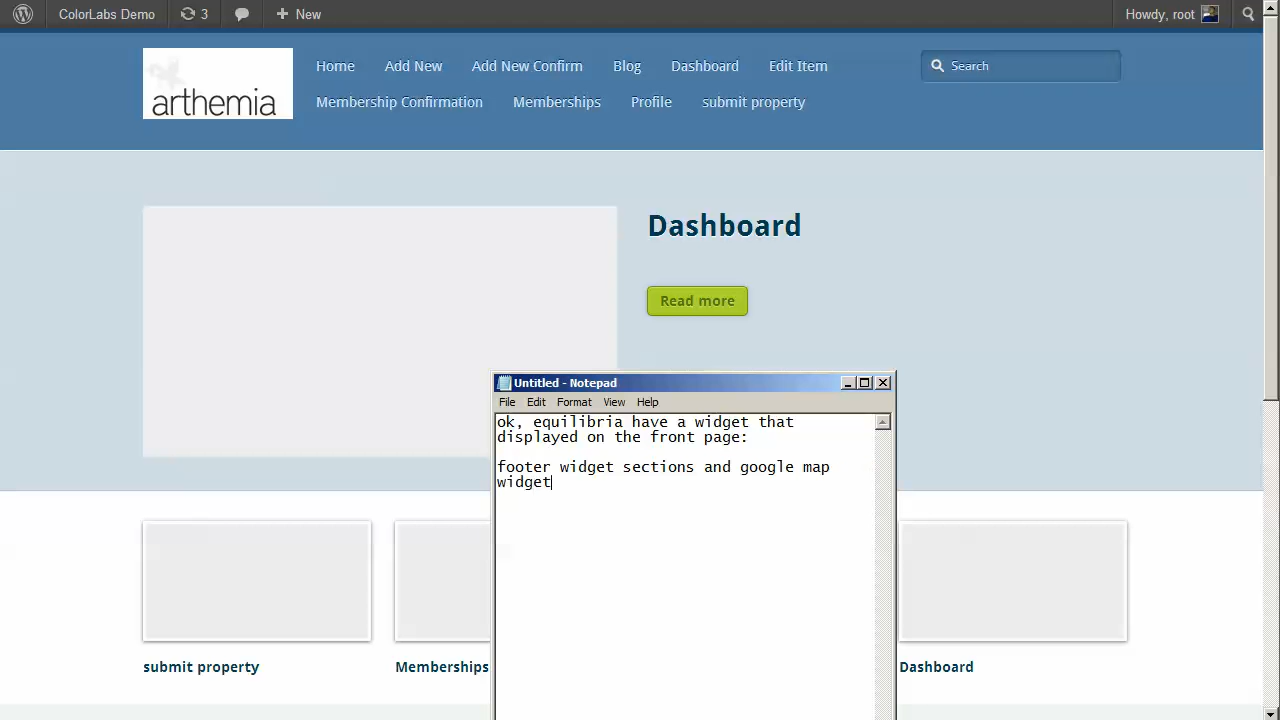 ColorLabs Demo 3 New Howdy, root
arthemia
Home Add New Add New Confirm Blog Dashboard Edit Item Search
Membership Confirmation Memberships Profile submit property
Dashboard
Read more
Untitled - Notepad
File Edit Format View Help
ok, equilibria have a widget that
displayed on the front page:
footer widget sections and google map
widget
submit property Memberships Dashboard